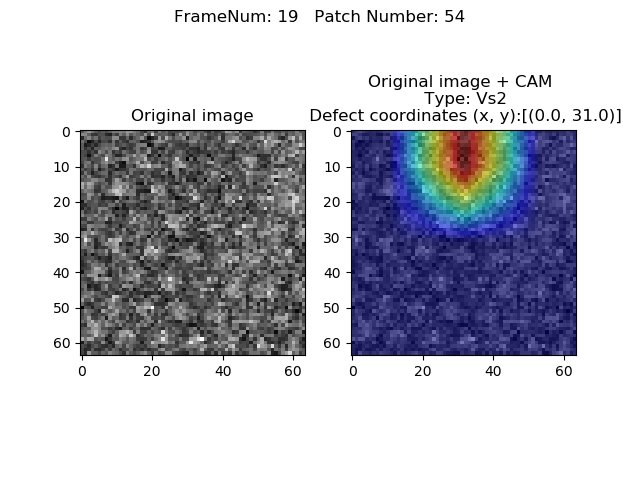 FrameNum: 19   Patch Number: 54
Original image
Original image + CAM
Type: Vs2
Defect coordinates (x, y):[(0.0, 31.0)]
0
10
20
30
40
50
60
0 20 40 60
0
10
20
30
40
50
60
0 20 40 60